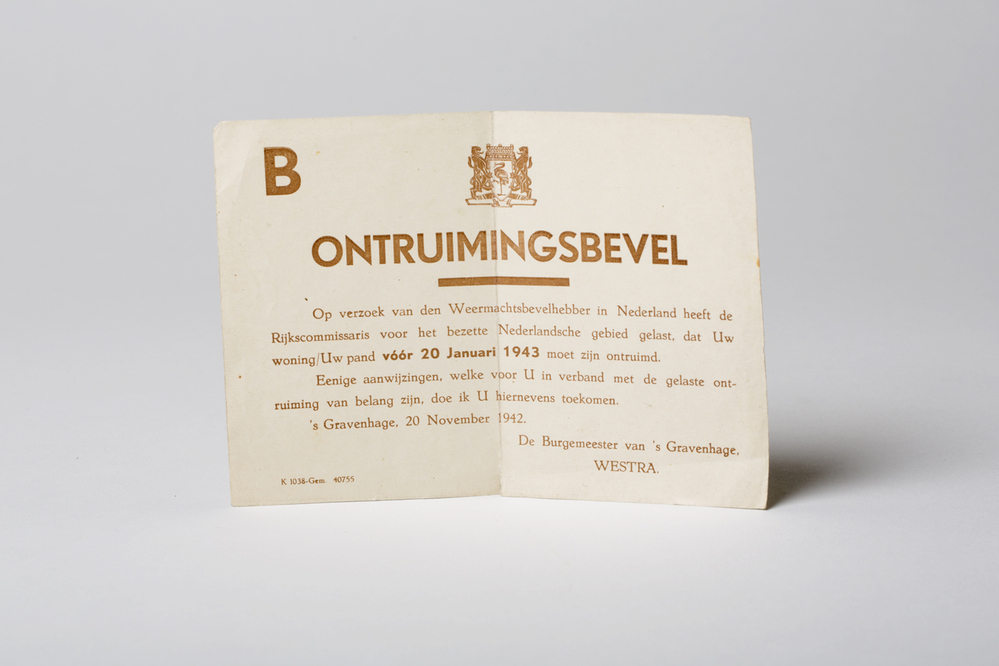 B
ONTRUIMINGSBEVEL
Op verzoek van den Weermachtsbevelhebber in Nederland heeft de
Rijkscommissaris voor het bezette Nederlandsche gebied gelast, dat Uw
woning/Uw pand vóór 20 Januari 1943 moet zijn ontruimd.
Eenige aanwijzingen, welke voor U in verband met de gelaste ont-
ruiming van belang zijn, doe ik U hiernevens toekomen.
's Gravenhage, 20 November 1942.
De Burgemeester van 's Gravenhage,
WESTRA.
K 1038-Gem 40755